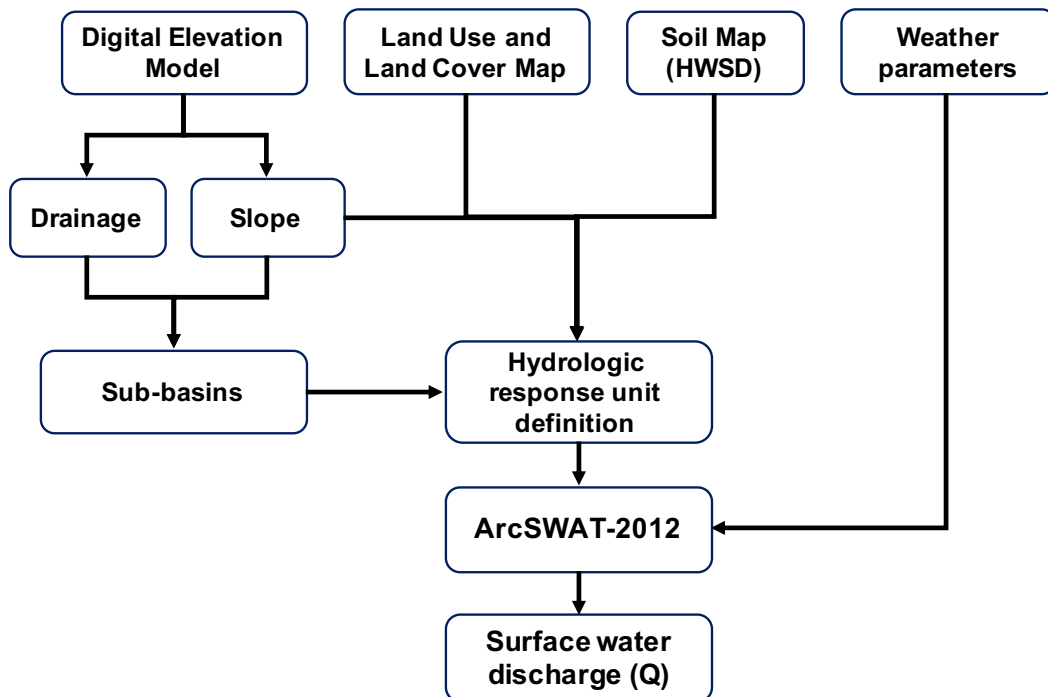 Digital Elevation
Model
Land Use and
Land Cover Map
Soil Map
(HWSD)
Weather
parameters
Drainage
Slope
Sub-basins
Hydrologic
response unit
definition
ArcSWAT-2012
Surface water
discharge (Q)